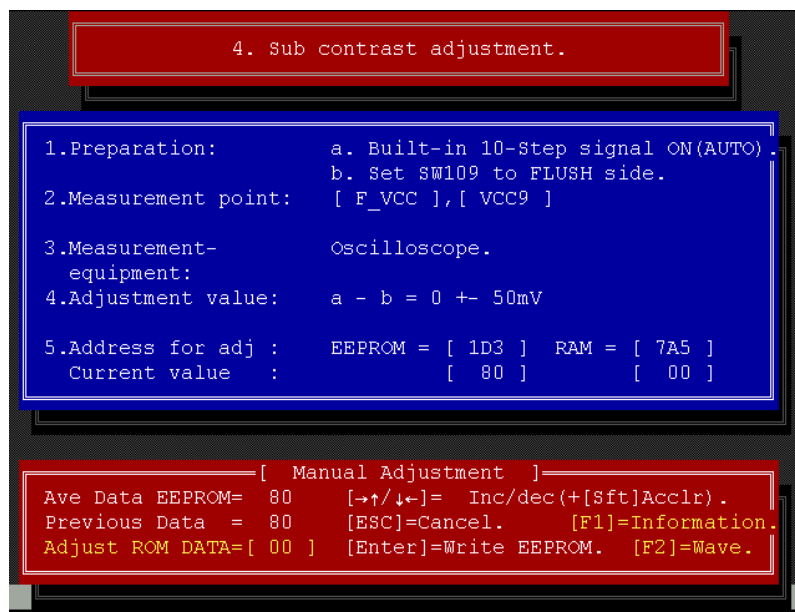 4. Sub contrast adjustment.
1.Preparation: a. Built-in 10-Step signal ON(AUTO).
b. Set SW109 to FLUSH side.
2.Measurement point: [ F_VCC ],[ VCC9 ]
3.Measurement- Oscilloscope.
equipment:
4.Adjustment value: a - b = 0 +- 50mV
5.Address for adj : EEPROM = [ 1D3 ] RAM = [ 7A5 ]
Current value : [ 80 ] [ 00 ]
[ Manual Adjustment ]
Ave Data EEPROM= 80 [→↑/↓←]= Inc/dec(+[Sft]Acclr).
Previous Data = 80 [ESC]=Cancel. [F1]=Information.
Adjust ROM DATA=[ 00 ] [Enter]=Write EEPROM. [F2]=Wave.